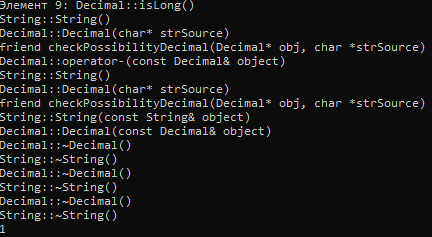 Элемент 9: Decimal::isLong()
String::String()
Decimal::Decimal(char* strSource)
friend checkPossibilityDecimal(Decimal* obj, char *strSource)
Decimal::operator-(const Decimal& object)
String::String()
Decimal::Decimal(char* strSource)
friend checkPossibilityDecimal(Decimal* obj, char *strSource)
String::String(const String& object)
Decimal::Decimal(const Decimal& object)
Decimal::~Decimal()
String::~String()
Decimal::~Decimal()
String::~String()
Decimal::~Decimal()
String::~String()
1